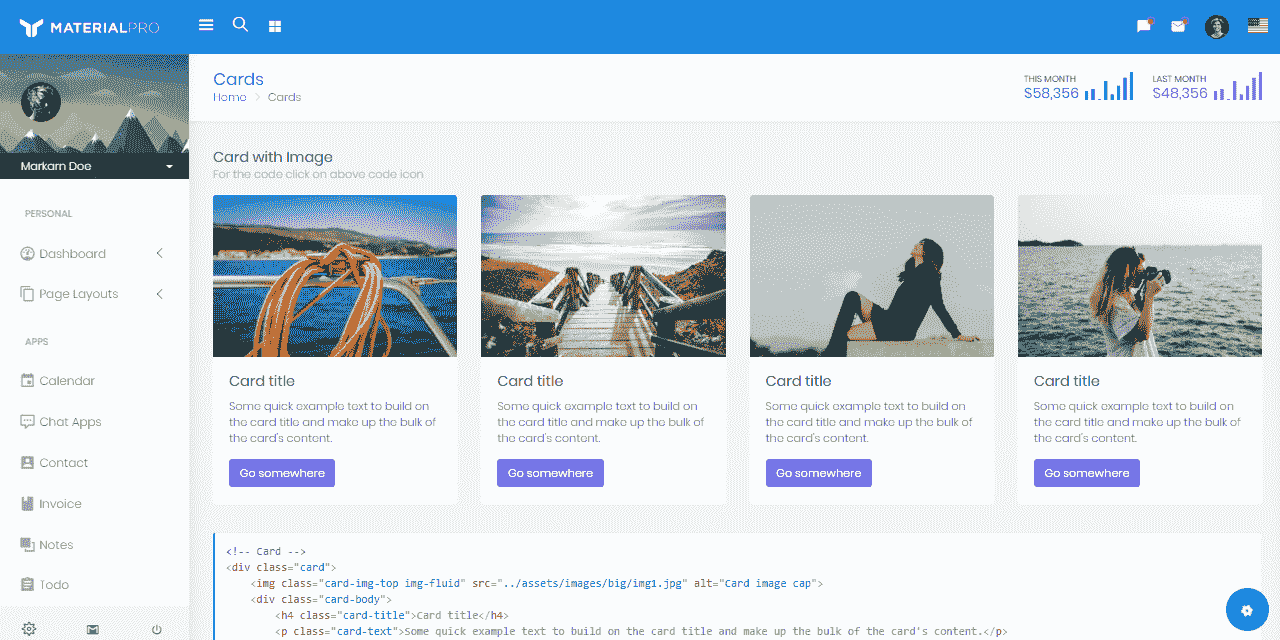 MATERIALPRO
Cards
Home > Cards
THIS MONTH
$58,356
LAST MONTH
$48,356
Markarn Doe
PERSONAL
Dashboard
Page Layouts
APPS
Calendar
Chat Apps
Contact
Invoice
Notes
Todo
Card with Image
For the code click on above code icon
Card title
Some quick example text to build on
the card title and make up the bulk of
the card's content.
Go somewhere
Card title
Some quick example text to build on
the card title and make up the bulk of
the card's content.
Go somewhere
Card title
Some quick example text to build on
the card title and make up the bulk of
the card's content.
Go somewhere
Card title
Some quick example text to build on
the card title and make up the bulk of
the card's content.
Go somewhere
<!-- Card -->
<div class="card">
<img class="card-img-top img-fluid" src="../assets/images/big/img1.jpg" alt="Card image cap">
<div class="card-body">
<h4 class="card-title">Card title</h4>
<p class="card-text">Some quick example text to build on the card title and make up the bulk of the card's content.</p>